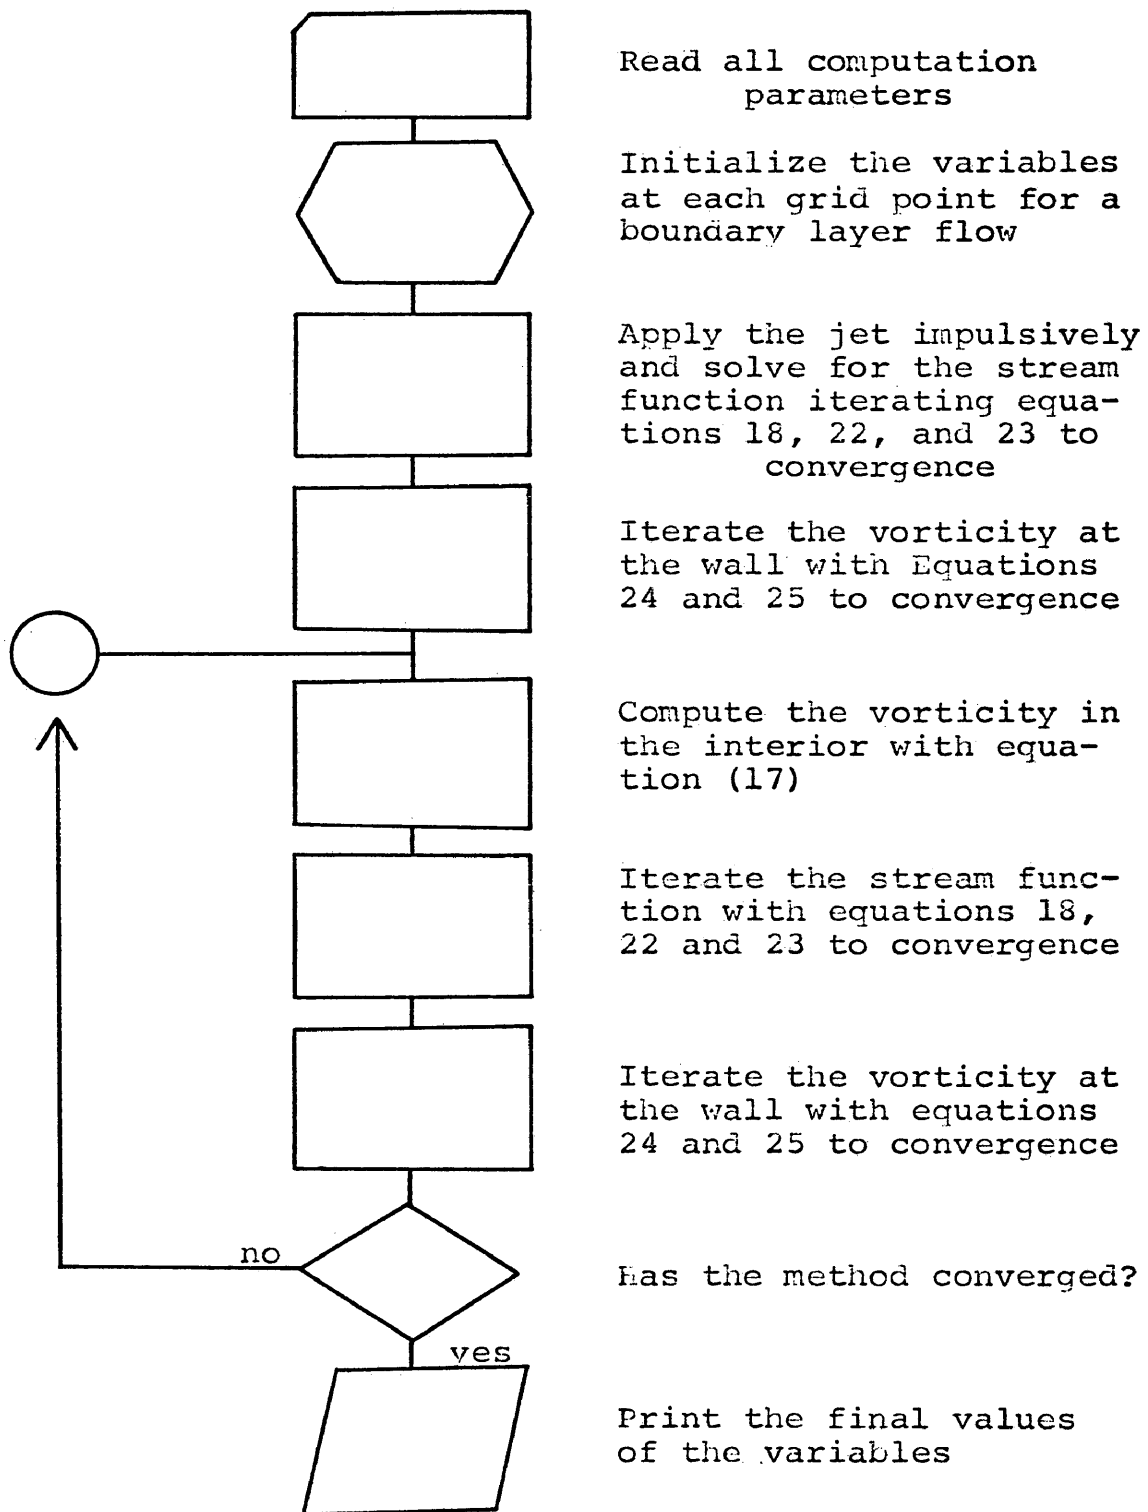 Read all computation
parameters
Initialize the variables
at each grid point for a
boundary layer flow
Apply the jet impulsively
and solve for the stream
function iterating equa-
tions 18, 22, and 23 to
convergence
Iterate the vorticity at
the wall with Equations
24 and 25 to convergence
Compute the vorticity in
the interior with equa-
tion (17)
Iterate the stream func-
tion with equations 18,
22 and 23 to convergence
Iterate the vorticity at
the wall with equations
24 and 25 to convergence
no
Has the method converged?
yes
Print the final values
of the variables